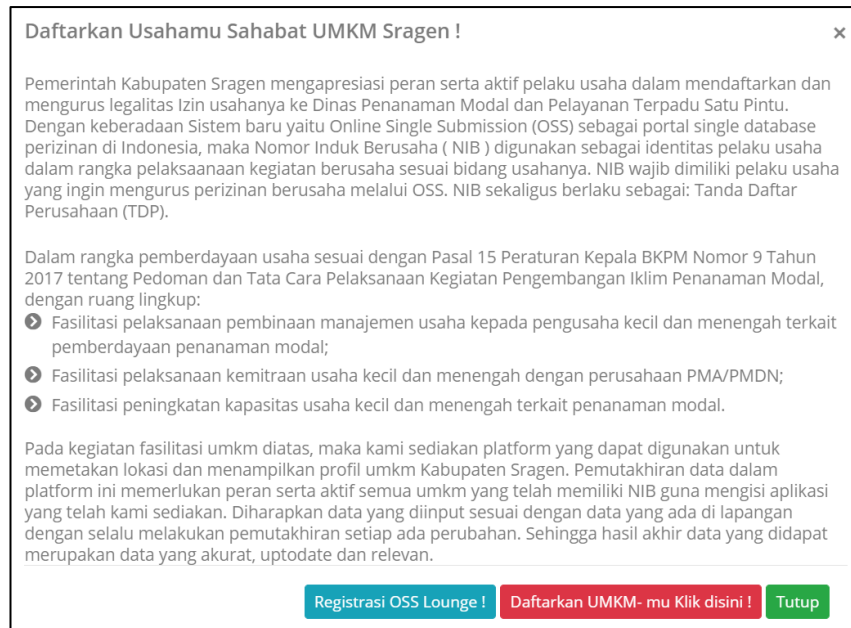 Daftarkan Usahamu Sahabat UMKM Sragen !
×
Pemerintah Kabupaten Sragen mengapresiasi peran serta aktif pelaku usaha dalam mendaftarkan dan
mengurus legalitas Izin usahanya ke Dinas Penanaman Modal dan Pelayanan Terpadu Satu Pintu.
Dengan keberadaan Sistem baru yaitu Online Single Submission (OSS) sebagai portal single database
perizinan di Indonesia, maka Nomor Induk Berusaha ( NIB ) digunakan sebagai identitas pelaku usaha
dalam rangka pelaksaanaan kegiatan berusaha sesuai bidang usahanya. NIB wajib dimiliki pelaku usaha
yang ingin mengurus perizinan berusaha melalui OSS. NIB sekaligus berlaku sebagai: Tanda Daftar
Perusahaan (TDP).
Dalam rangka pemberdayaan usaha sesuai dengan Pasal 15 Peraturan Kepala BKPM Nomor 9 Tahun
2017 tentang Pedoman dan Tata Cara Pelaksanaan Kegiatan Pengembangan Iklim Penanaman Modal,
dengan ruang lingkup:
Fasilitasi pelaksanaan pembinaan manajemen usaha kepada pengusaha kecil dan menengah terkait
pemberdayaan penanaman modal;
Fasilitasi pelaksanaan kemitraan usaha kecil dan menengah dengan perusahaan PMA/PMDN;
Fasilitasi peningkatan kapasitas usaha kecil dan menengah terkait penanaman modal.
Pada kegiatan fasilitasi umkm diatas, maka kami sediakan platform yang dapat digunakan untuk
memetakan lokasi dan menampilkan profil umkm Kabupaten Sragen. Pemutakhiran data dalam
platform ini memerlukan peran serta aktif semua umkm yang telah memiliki NIB guna mengisi aplikasi
yang telah kami sediakan. Diharapkan data yang diinput sesuai dengan data yang ada di lapangan
dengan selalu melakukan pemutakhiran setiap ada perubahan. Sehingga hasil akhir data yang didapat
merupakan data yang akurat, uptodate dan relevan.
Registrasi OSS Lounge ! Daftarkan UMKM- mu Klik disini ! Tutup